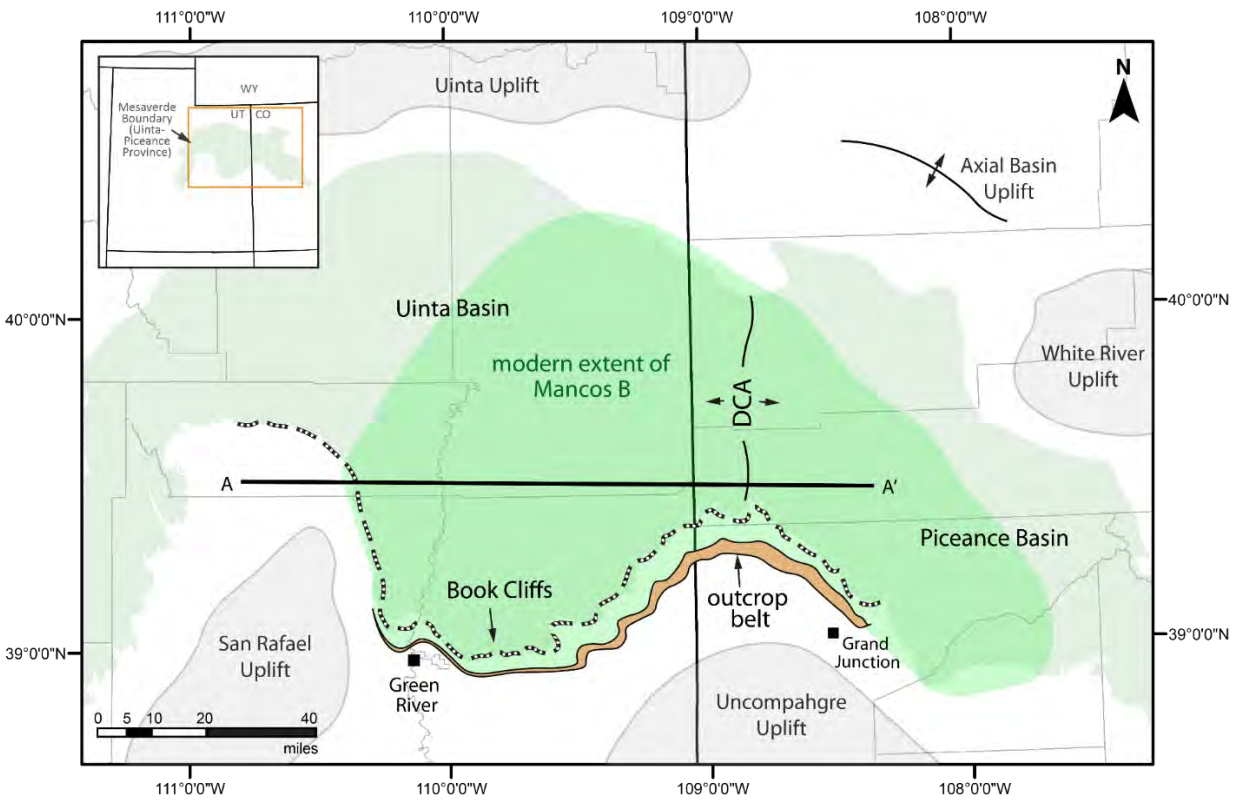 111°0'0"W
110°0'0"W
109°0'0"W
108°0'0"W
WY
UT
CO
Mesaverde
Boundary
(Uinta-
Piceance
Province)
Uinta Uplift
N
Axial Basin
Uplift
40°0'0"N
40°0'0"N
Uinta Basin
modern extent of
Mancos B
White River
Uplift
DCA
A
A'
Piceance Basin
Book Cliffs
outcrop
belt
39°0'0"N
39°0'0"N
San Rafael
Uplift
Green
River
Grand
Junction
Uncompahgre
Uplift
0 5 10 20 40
miles
111°0'0"W
110°0'0"W
109°0'0"W
108°0'0"W